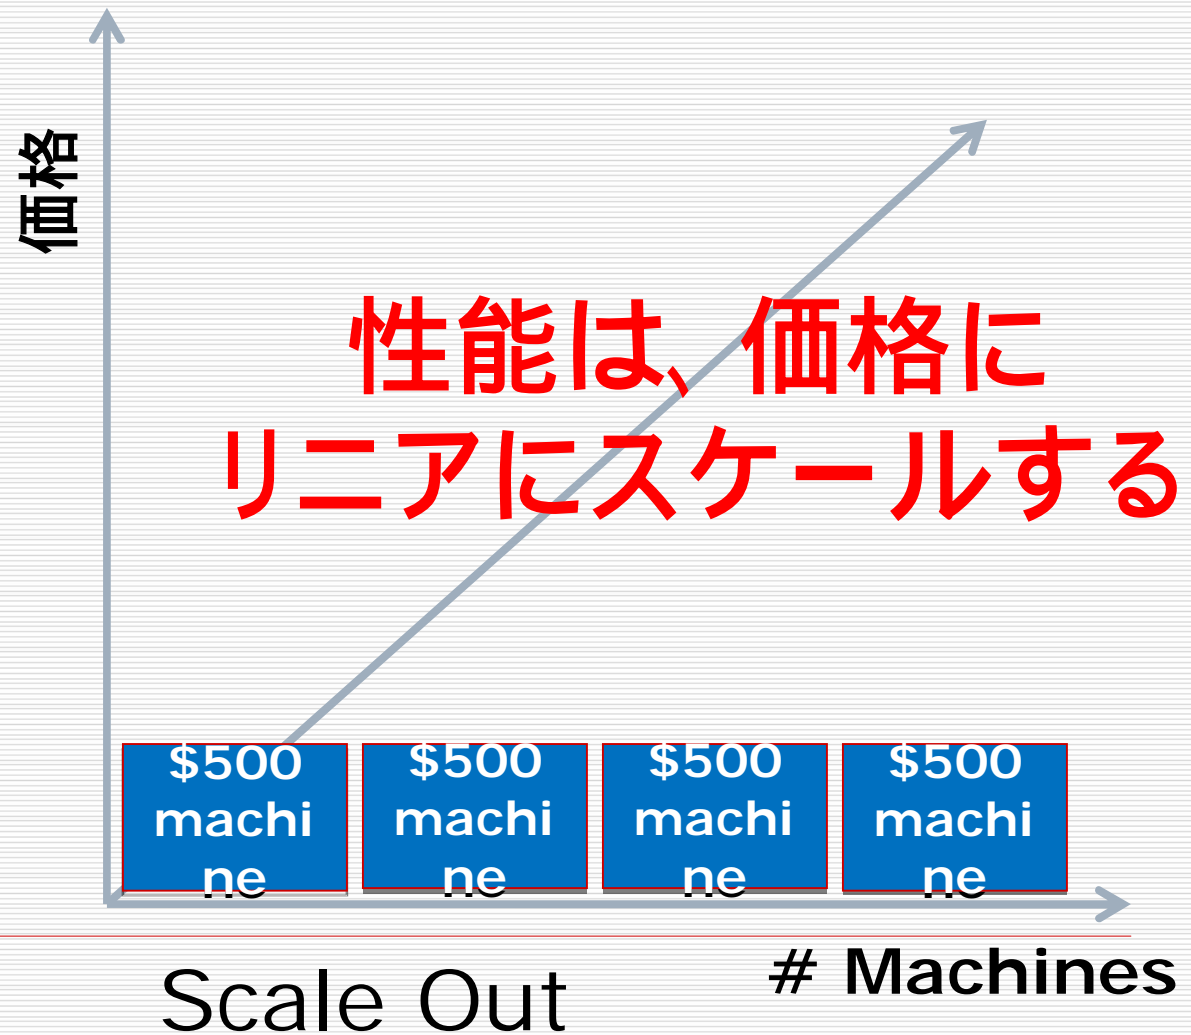 価格
性能は、価格に
リニアにスケールする
$500
machi
ne
$500
machi
ne
$500
machi
ne
$500
machi
ne
# Machines
Scale Out